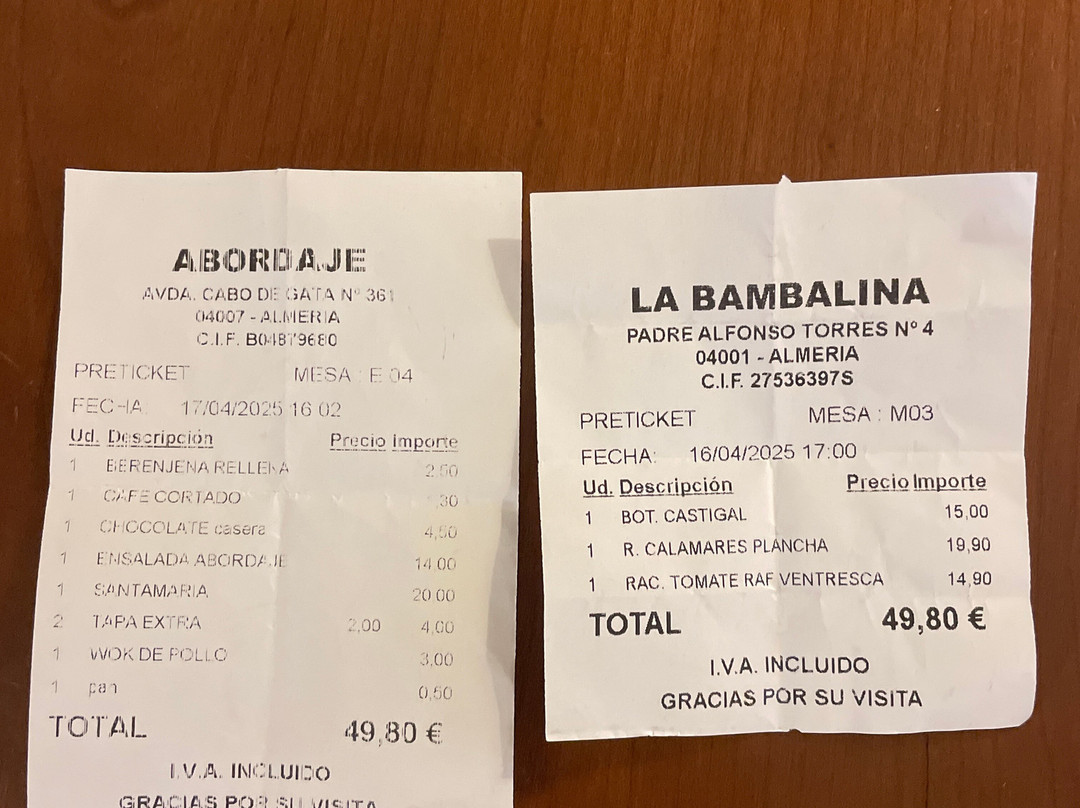 ABORDAJE
AVDA. CABO DE GATA Nº 361
04007 - ALMERIA
C.I.F. B04879680
PRETICKET MESA : E 04
FECHA: 17/04/2025 16:02
Ud. Descripción Precio Importe
1 BERENJENA RELLENA 2,50
1 CAFE CORTADO ,30
1 CHOCOLATE casera 4,50
1 ENSALADA ABORDAJE 14,00
1 SANTAMARIA 20,00
2 TAPA EXTRA 2,00 4,00
1 WOK DE POLLO 3,00
1 pan 0,50
TOTAL 49,80 €
I.V.A. INCLUIDO
GRACIAS POR SU VISITA
LA BAMBALINA
PADRE ALFONSO TORRES Nº 4
04001 - ALMERIA
C.I.F. 27536397S
PRETICKET MESA : M03
FECHA: 16/04/2025 17:00
Ud. Descripción Precio Importe
1 BOT. CASTIGAL 15,00
1 R. CALAMARES PLANCHA 19,90
1 RAC. TOMATE RAF VENTRESCA 14,90
TOTAL 49,80 €
I.V.A. INCLUIDO
GRACIAS POR SU VISITA